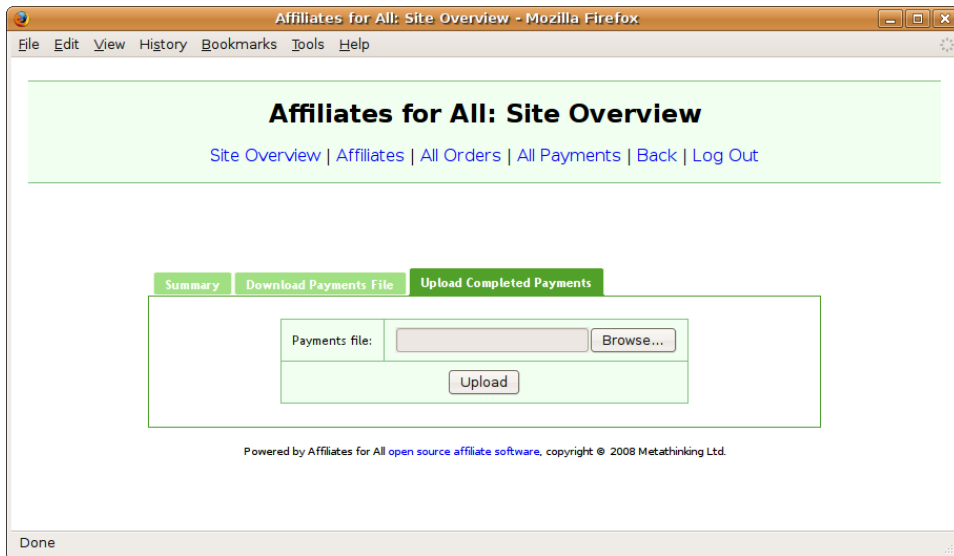 Affiliates for All: Site Overview - Mozilla Firefox
File Edit View History Bookmarks Tools Help
Affiliates for All: Site Overview
Site Overview | Affiliates | All Orders | All Payments | Back | Log Out
Summary Download Payments File Upload Completed Payments
Payments file: Browse...
Upload
Powered by Affiliates for All open source affiliate software, copyright © 2008 Metathinking Ltd.
Done